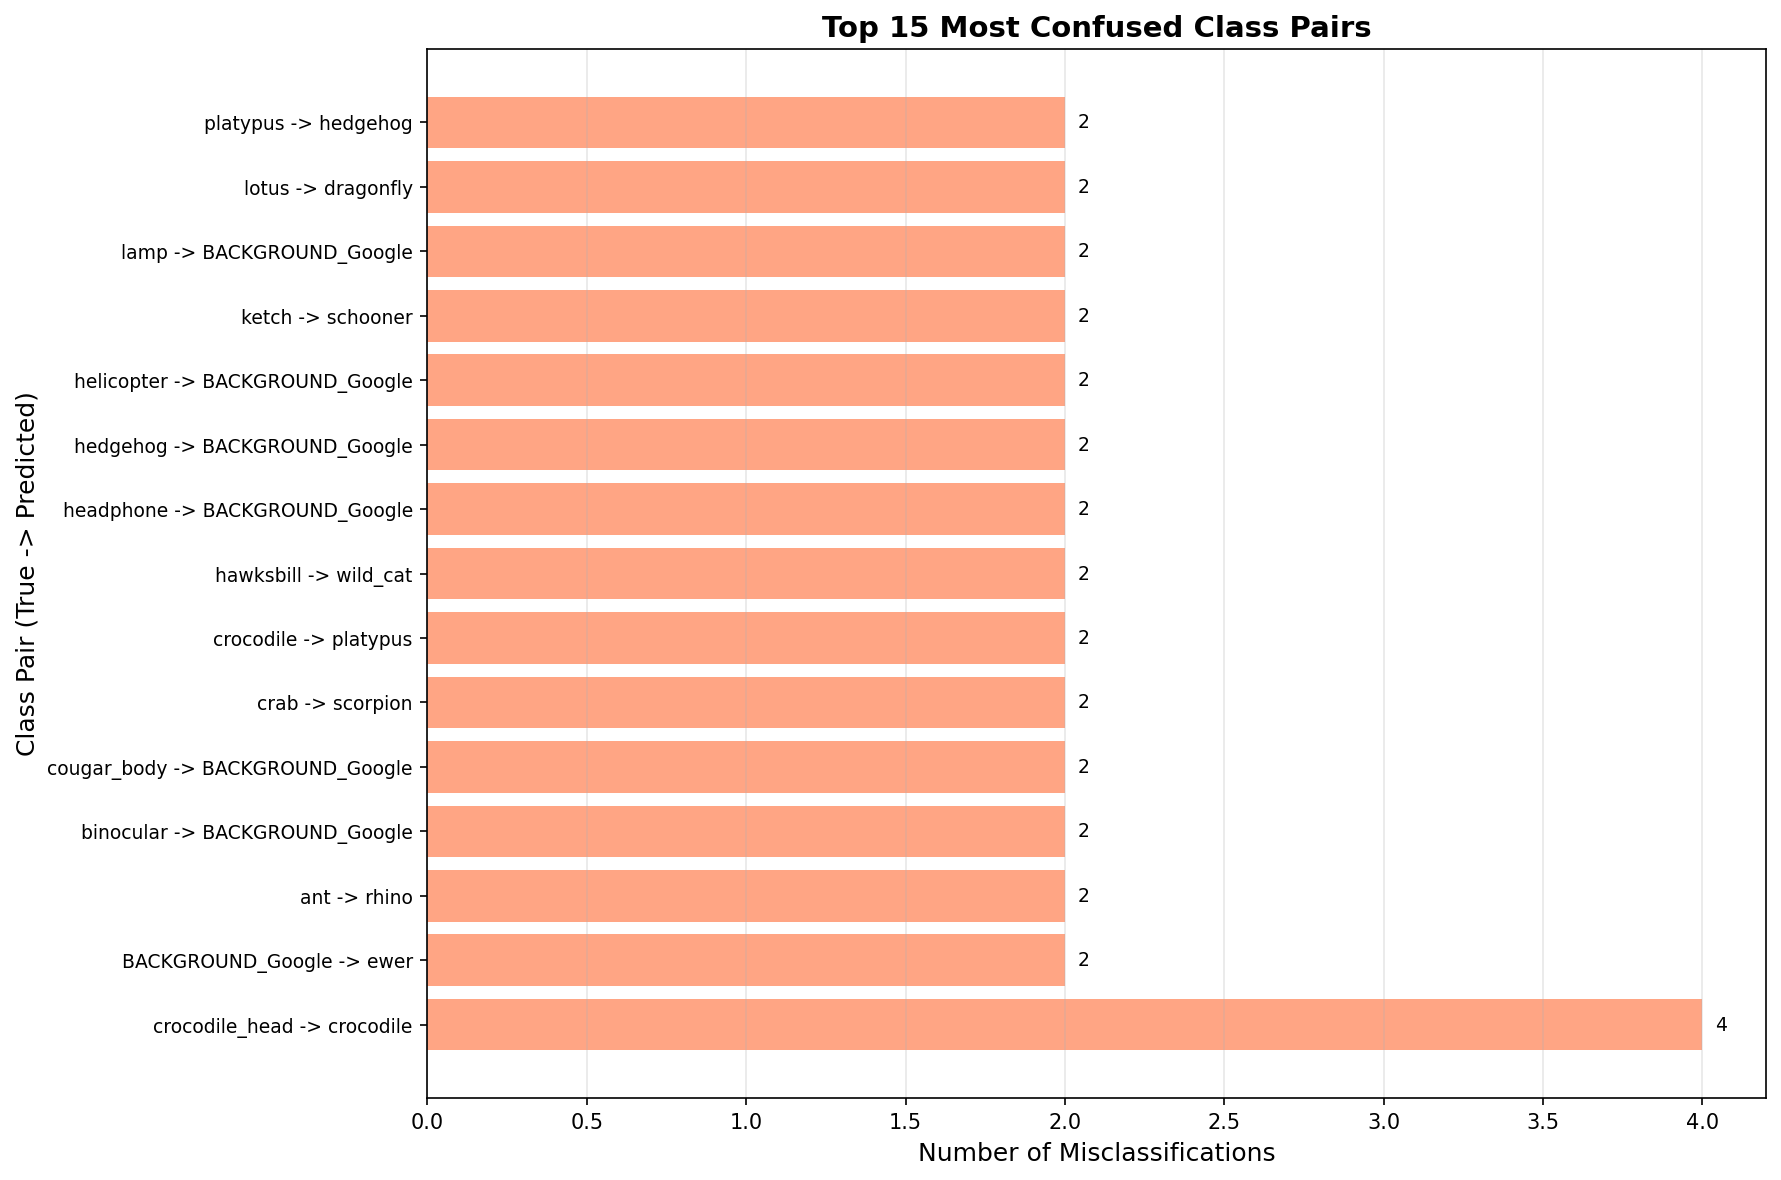 Top 15 Most Confused Class Pairs
Class Pair (True -> Predicted)
platypus -> hedgehog 2
lotus -> dragonfly 2
lamp -> BACKGROUND_Google 2
ketch -> schooner 2
helicopter -> BACKGROUND_Google 2
hedgehog -> BACKGROUND_Google 2
headphone -> BACKGROUND_Google 2
hawksbill -> wild_cat 2
crocodile -> platypus 2
crab -> scorpion 2
cougar_body -> BACKGROUND_Google 2
binocular -> BACKGROUND_Google 2
ant -> rhino 2
BACKGROUND_Google -> ewer 2
crocodile_head -> crocodile 4
0.0 0.5 1.0 1.5 2.0 2.5 3.0 3.5 4.0
Number of Misclassifications